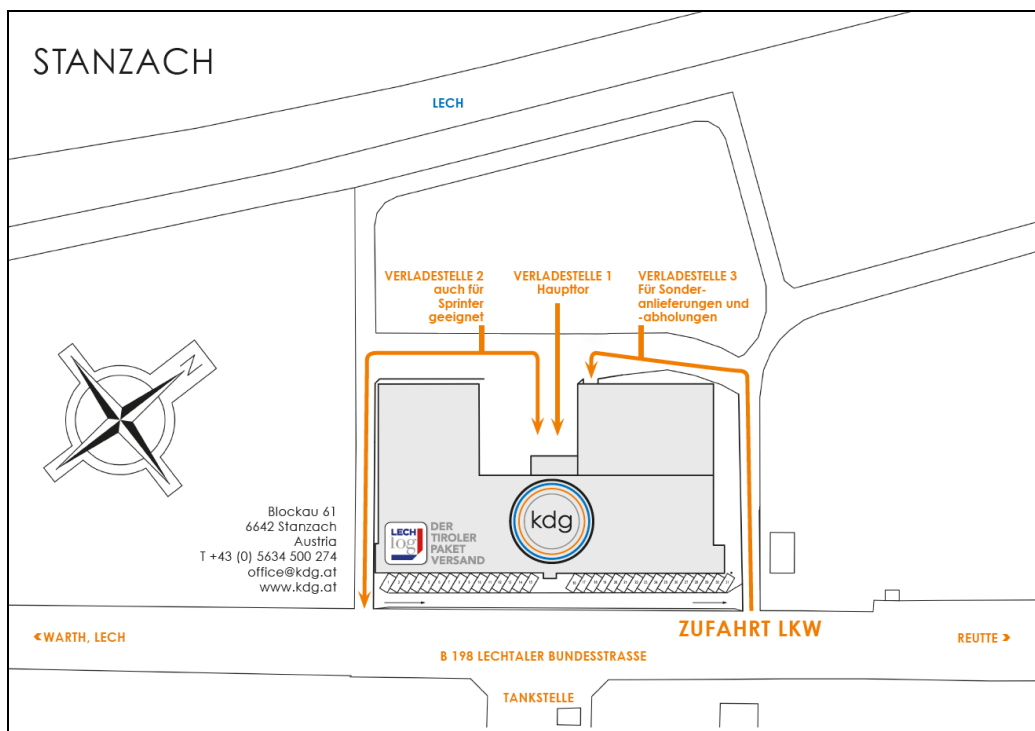 STANZACH
LECH
VERLADESTELLE 2
auch für
Sprinter
geeignet
VERLADESTELLE 1
Haupttor
VERLADESTELLE 3
Für Sonder-
anlieferungen und
-abholungen
N
kdg
LECH
log
DER
TIROLER
PAKET
VERSAND
Blockau 61
6642 Stanzach
Austria
T +43 (0) 5634 500 274
office@kdg.at
www.kdg.at
ZUFAHRT LKW
WARTH, LECH
B 198 LECHTALER BUNDESSTRASSE
REUTTE
TANKSTELLE